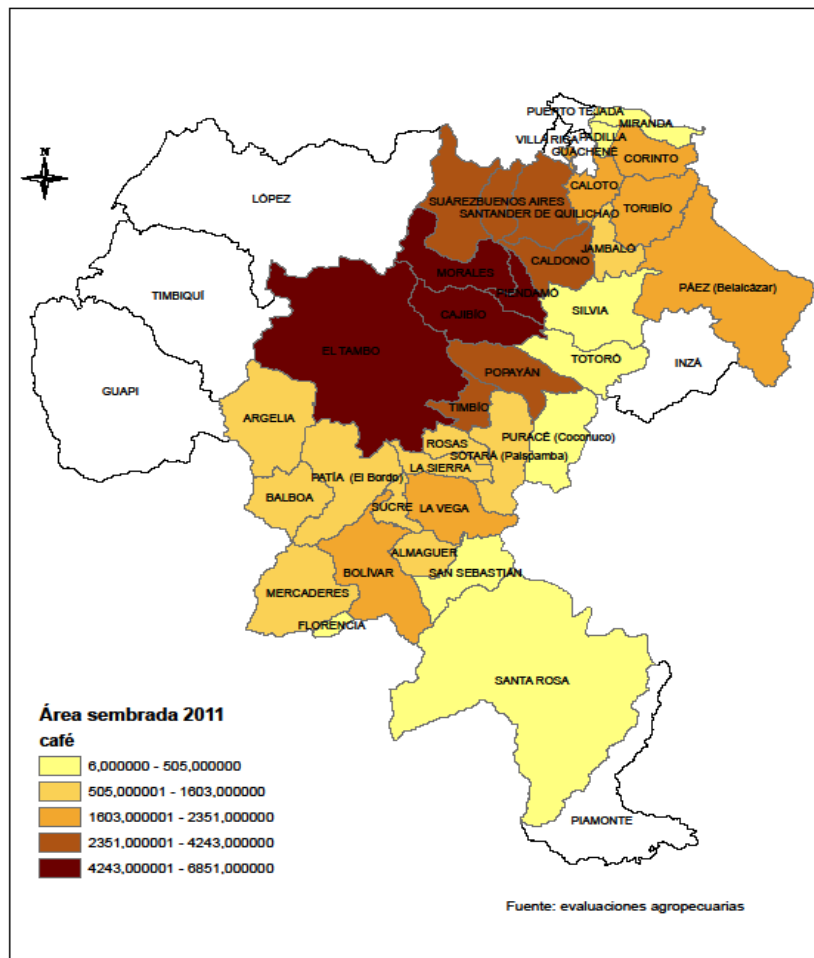 PUERTO TEJADA
MIRANDA
VILLA RICA
PADILLA
GUACHENÉ
CORINTO
N
LÓPEZ
SUÁREZ
BUENOS AIRES
CALOTO
SANTANDER DE QUILICHAO
TORIBÍO
JAMBALÓ
CALDONO
MORALES
PÁEZ (Belalcázar)
TIMBIQUÍ
PIENDAMÓ
SILVIA
CAJIBÍO
EL TAMBO
TOTORÓ
INZÁ
POPAYÁN
GUAPI
TIMBÍO
ARGELIA
ROSAS
PURACÉ (Coconuco)
SOTARÁ (Paispamba)
LA SIERRA
PATÍA (El Bordo)
BALBOA
SUCRE
LA VEGA
ALMAGUER
BOLÍVAR
SAN SEBASTIÁN
MERCADERES
FLORENCIA
SANTA ROSA
PIAMONTE
Área sembrada 2011
café
6,000000 - 505,000000
505,000001 - 1603,000000
1603,000001 - 2351,000000
2351,000001 - 4243,000000
4243,000001 - 6851,000000
Fuente: evaluaciones agropecuarias